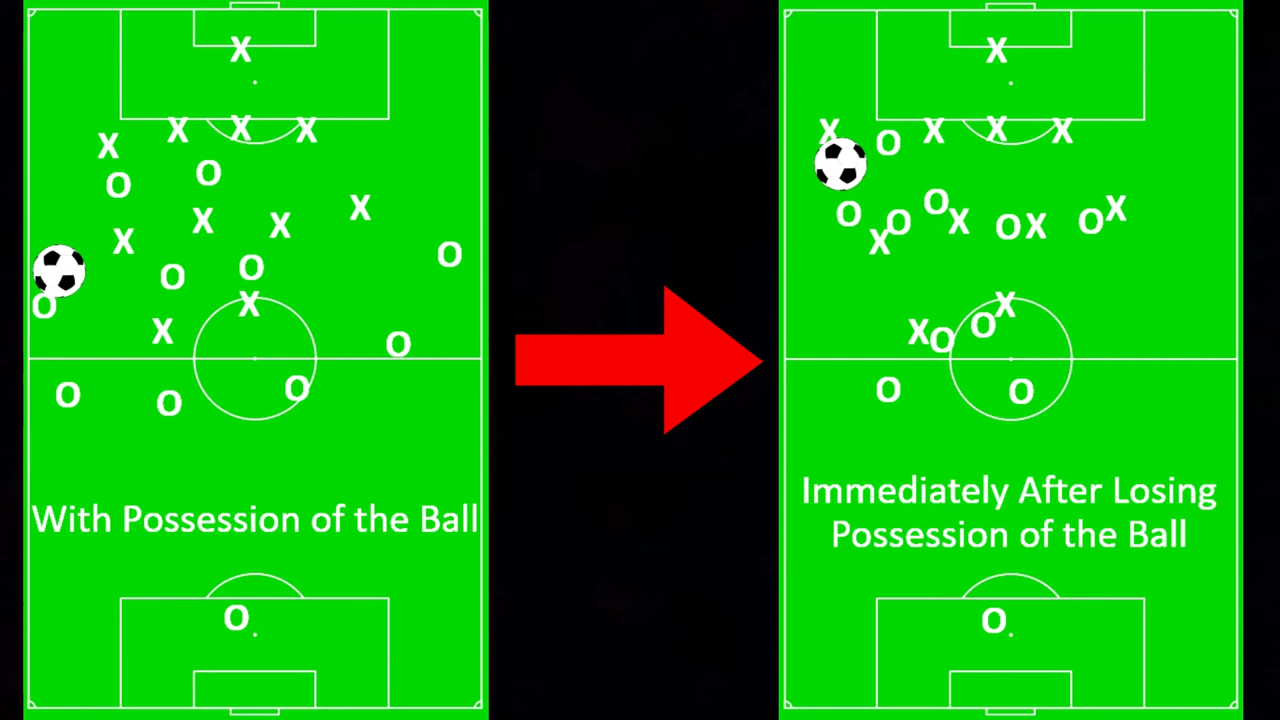 X
X X X X
O O
X X X X
O O O
O
X X
O
O O O
With Possession of the Ball
O
X
X O X X X
O O O X O X O X
X
X O O X
O O
Immediately After Losing
Possession of the Ball
O